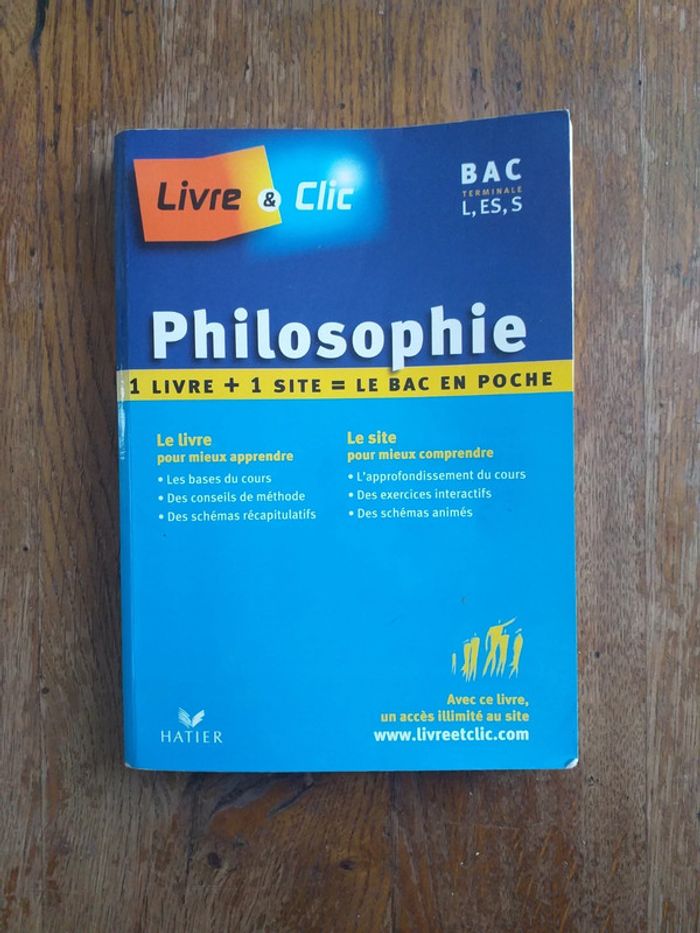 Livre & Clic
BAC
TERMINALE
L, ES, S
Philosophie
1 LIVRE + 1 SITE = LE BAC EN POCHE
Le livre
pour mieux apprendre
• Les bases du cours
• Des conseils de méthode
• Des schémas récapitulatifs
Le site
pour mieux comprendre
• L'approfondissement du cours
• Des exercices interactifs
• Des schémas animés
Avec ce livre,
un accès illimité au site
www.livreetclic.com
HATIER